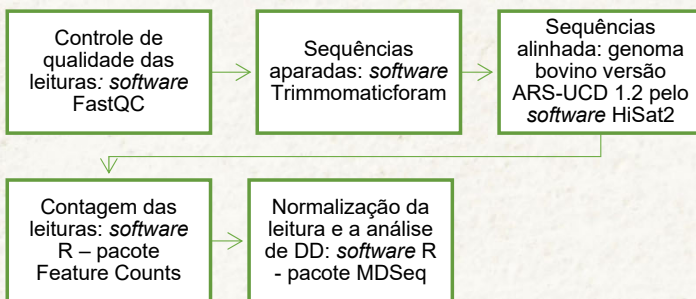 Controle de
qualidade das
leituras: software
FastQC
Sequências
aparadas: software
Trimmomaticforam
Sequências
alinhada: genoma
bovino versão
ARS-UCD 1.2 pelo
software HiSat2
Contagem das
leituras: software
R – pacote
Feature Counts
Normalização da
leitura e a análise
de DD: software R
- pacote MDSeq